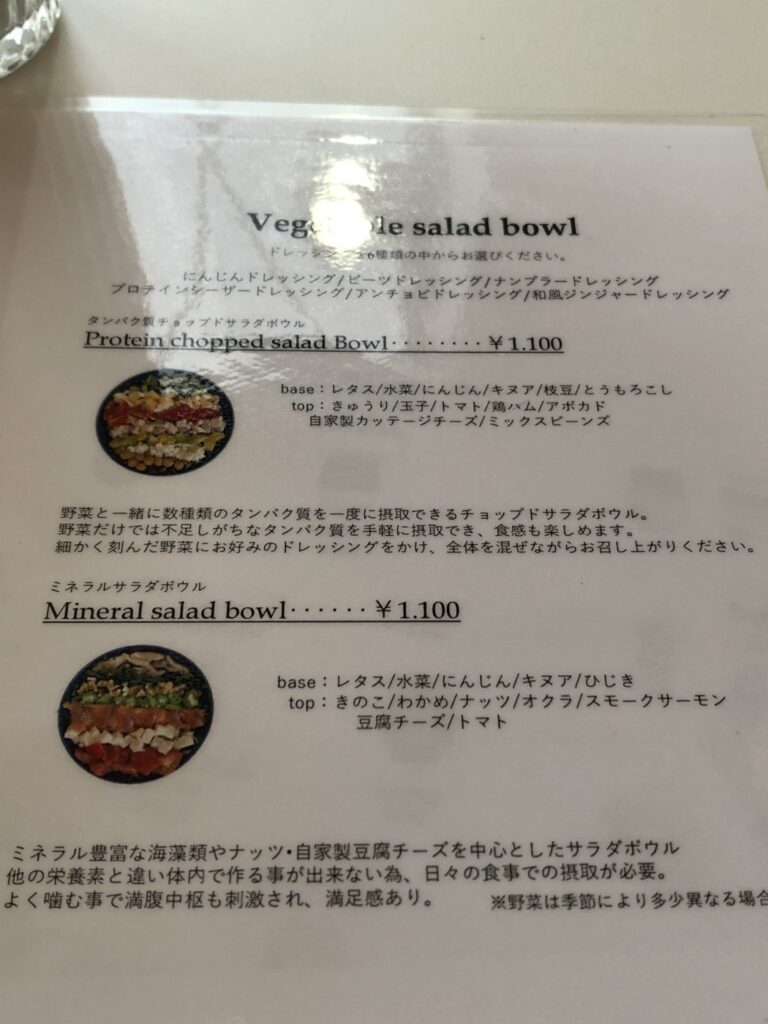 salad bowl
6種類の中からお選びください。
にんじんドレッシング/ビーツドレッシング/ナンプラードレッシング
プロテインシーザードレッシング/アンチョビドレッシング/和風ジンジャードレッシング
タンパク質チョップドサラダボウル
Protein chopped salad Bowl········¥1.100
base：レタス/水菜/にんじん/キヌア/枝豆/とうもろこし
top：きゅうり/玉子/トマト/鶏ハム/アボカド
自家製カッテージチーズ/ミックスビーンズ
野菜と一緒に数種類のタンパク質を一度に摂取できるチョップドサラダボウル。
野菜だけでは不足しがちなタンパク質を手軽に摂取でき、食感も楽しめます。
細かく刻んだ野菜にお好みのドレッシングをかけ、全体を混ぜながらお召し上がりください。
ミネラルサラダボウル
Mineral salad bowl······¥1.100
base：レタス/水菜/にんじん/キヌア/ひじき
top：きのこ/わかめ/ナッツ/オクラ/スモークサーモン
豆腐チーズ/トマト
ミネラル豊富な海藻類やナッツ・自家製豆腐チーズを中心としたサラダボウル
他の栄養素と違い体内で作る事が出来ない為、日々の食事での摂取が必要。
よく噛む事で満腹中枢も刺激され、満足感あり。
※野菜は季節により多少異なる場合